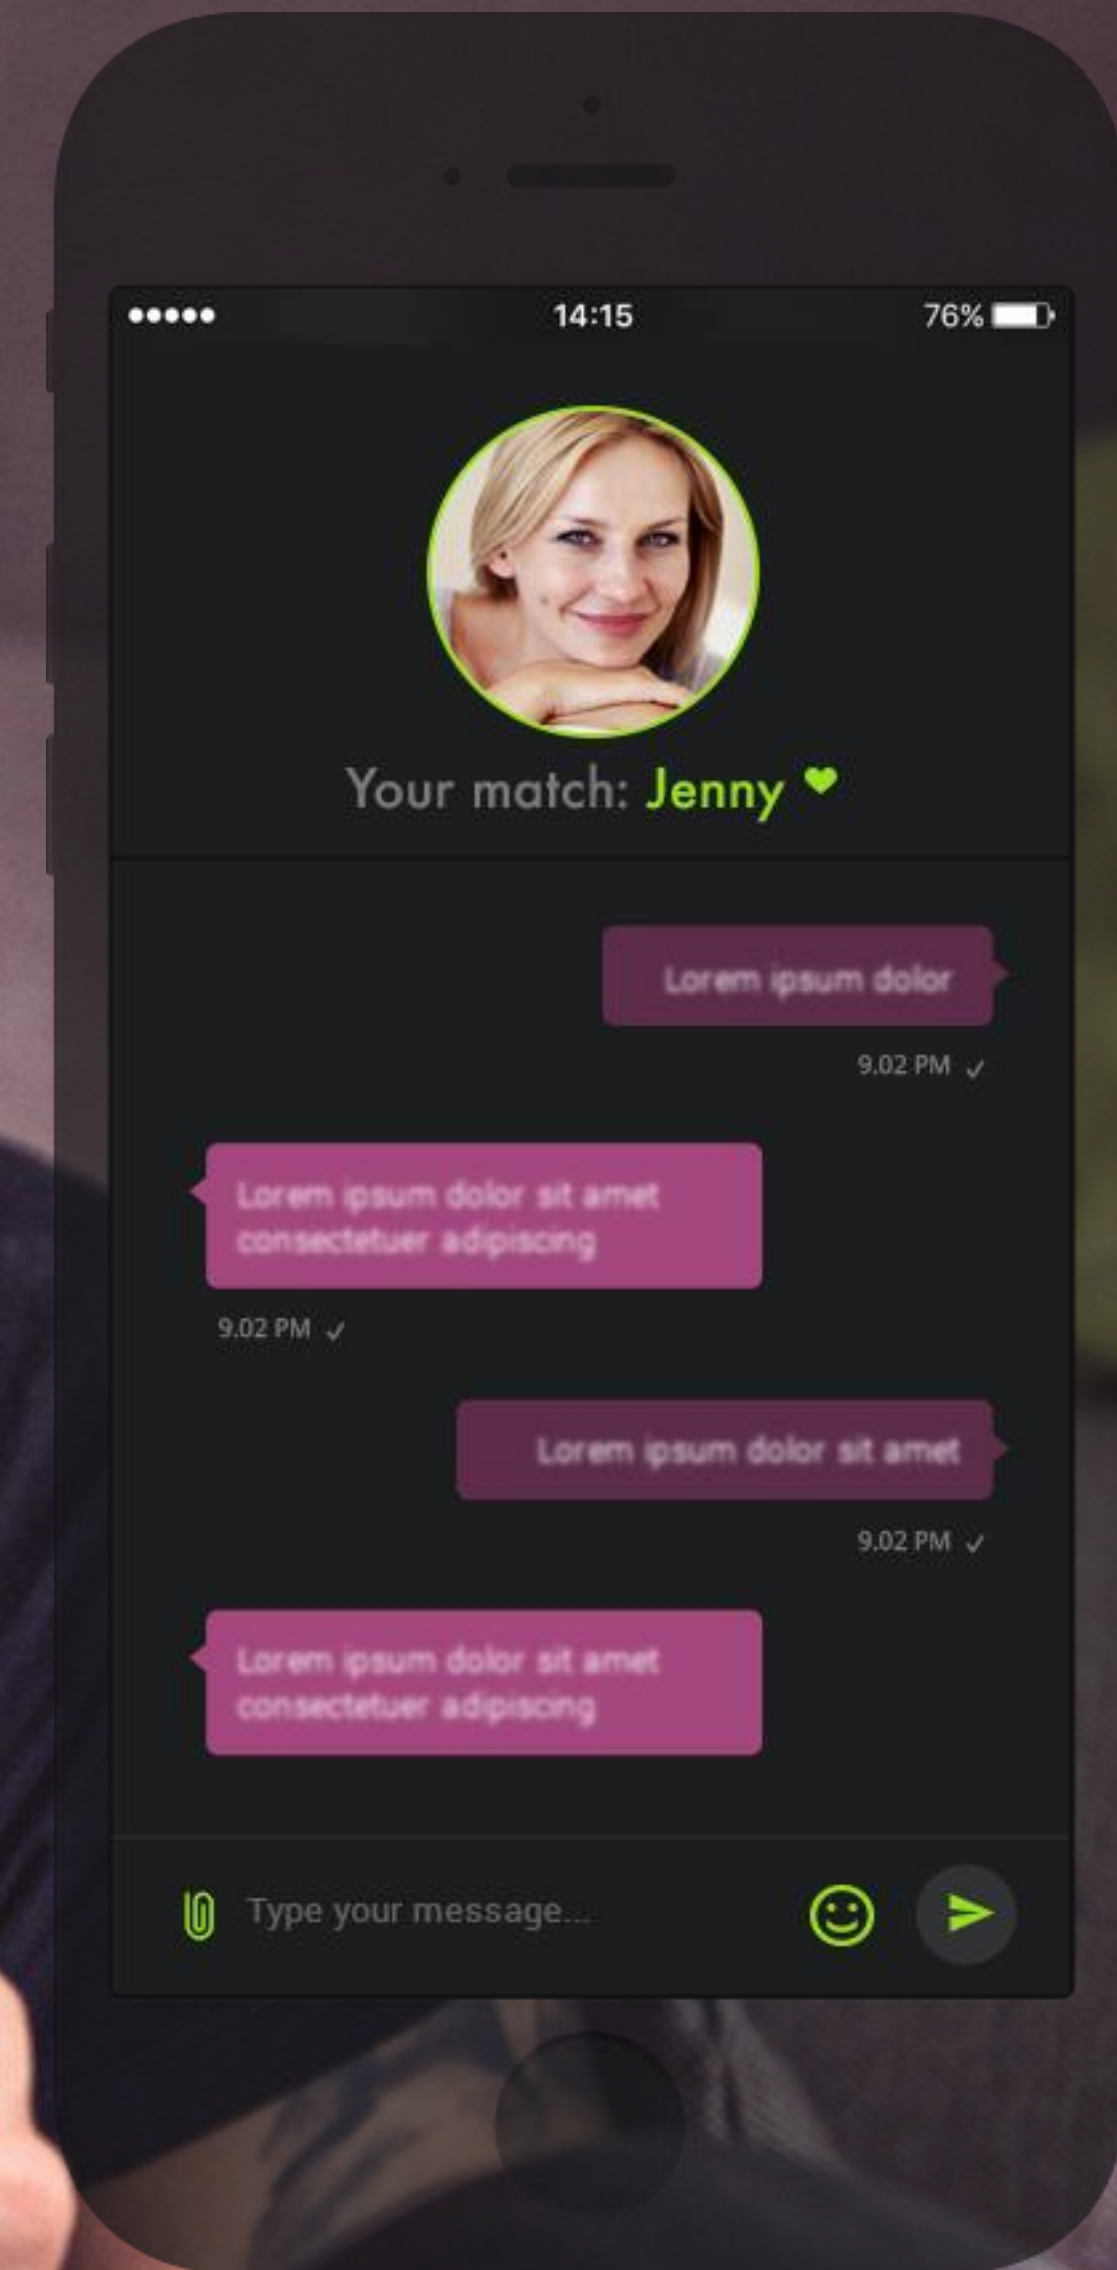 14:15
76%
Your match: Jenny
Lorem ipsum dolor
9.02 PM
Lorem ipsum dolor sit amet
consectetuer adipiscing
9.02 PM
Lorem ipsum dolor sit amet
9.02 PM
Lorem ipsum dolor sit amet
consectetuer adipiscing
Type your message...